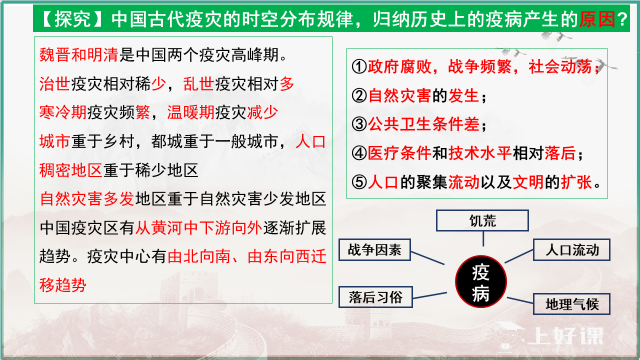 【探究】中国古代疫灾的时空分布规律，归纳历史上的疫病产生的原因?
魏晋和明清是中国两个疫灾高峰期。
治世疫灾相对稀少，乱世疫灾相对多
寒冷期疫灾频繁，温暖期疫灾减少
城市重于乡村，都城重于一般城市，人口
稠密地区重于稀少地区
自然灾害多发地区重于自然灾害少发地区
中国疫灾区有从黄河中下游向外逐渐扩展
趋势。疫灾中心有由北向南、由东向西迁
移趋势
①政府腐败，战争频繁，社会动荡；
②自然灾害的发生；
③公共卫生条件差；
④医疗条件和技术水平相对落后；
⑤人口的聚集流动以及文明的扩张。
饥荒
战争因素
人口流动
疫
病
落后习俗
地理气候
上好课